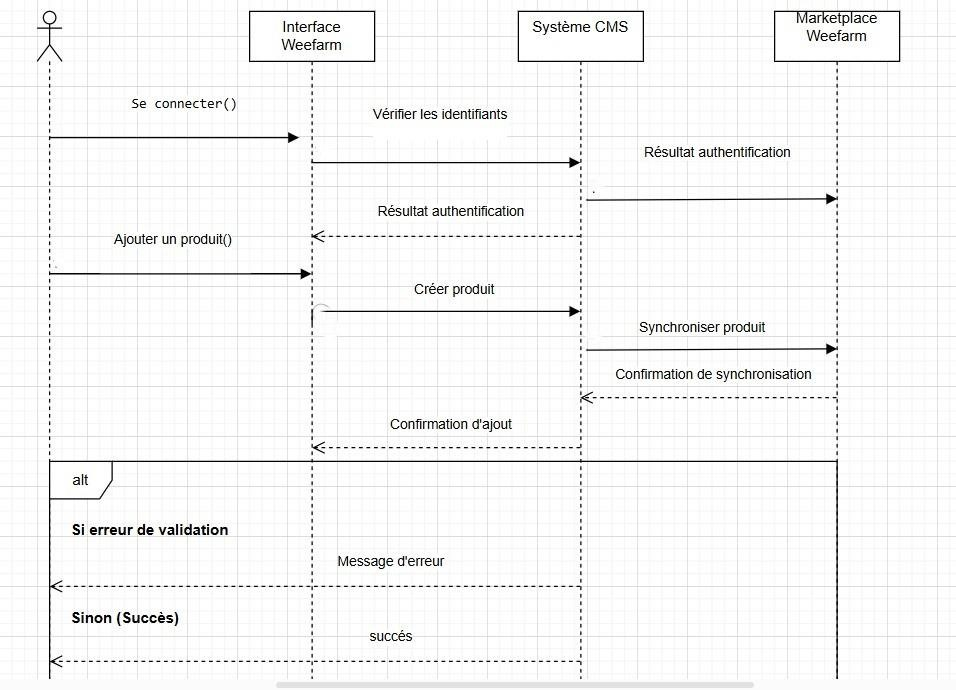 Interface
Weefarm
Système CMS
Marketplace
Weefarm
Se connecter()
Vérifier les identifiants
Résultat authentification
Résultat authentification
Ajouter un produit()
Créer produit
Synchroniser produit
Confirmation de synchronisation
Confirmation d'ajout
alt
Si erreur de validation
Message d'erreur
Sinon (Succès)
succés